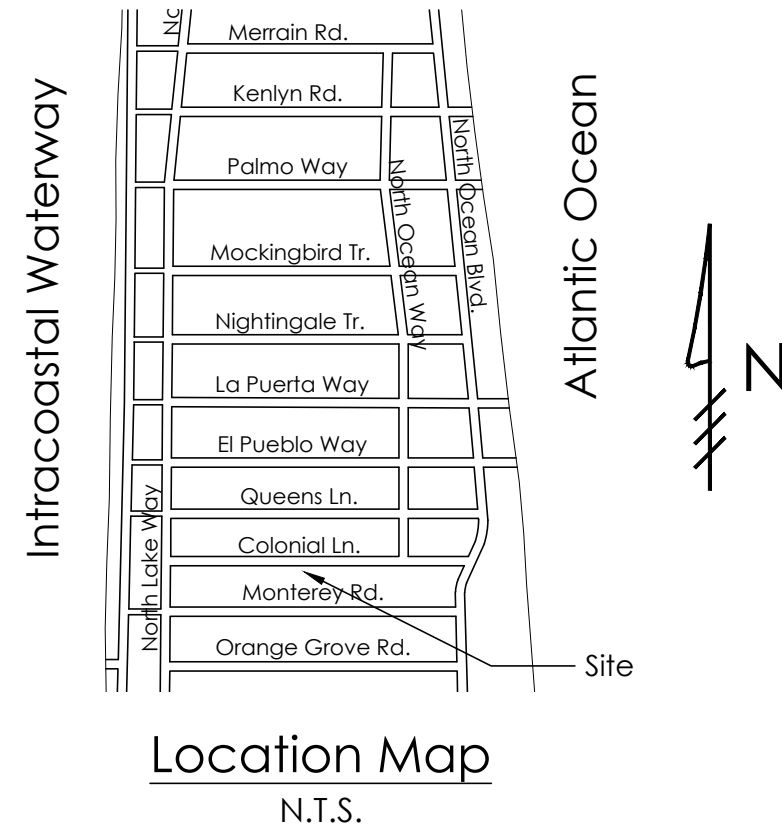 No
Merrain Rd.
Kenlyn Rd.
Palmo Way
Mockingbird Tr.
Nightingale Tr.
La Puerta Way
El Pueblo Way
Queens Ln.
Colonial Ln.
Monterey Rd.
Orange Grove Rd.
North Lake Way
North Ocean Way
North Ocean Blvd.
Intracoastal Waterway
Atlantic Ocean
N
Site
Location Map
N.T.S.